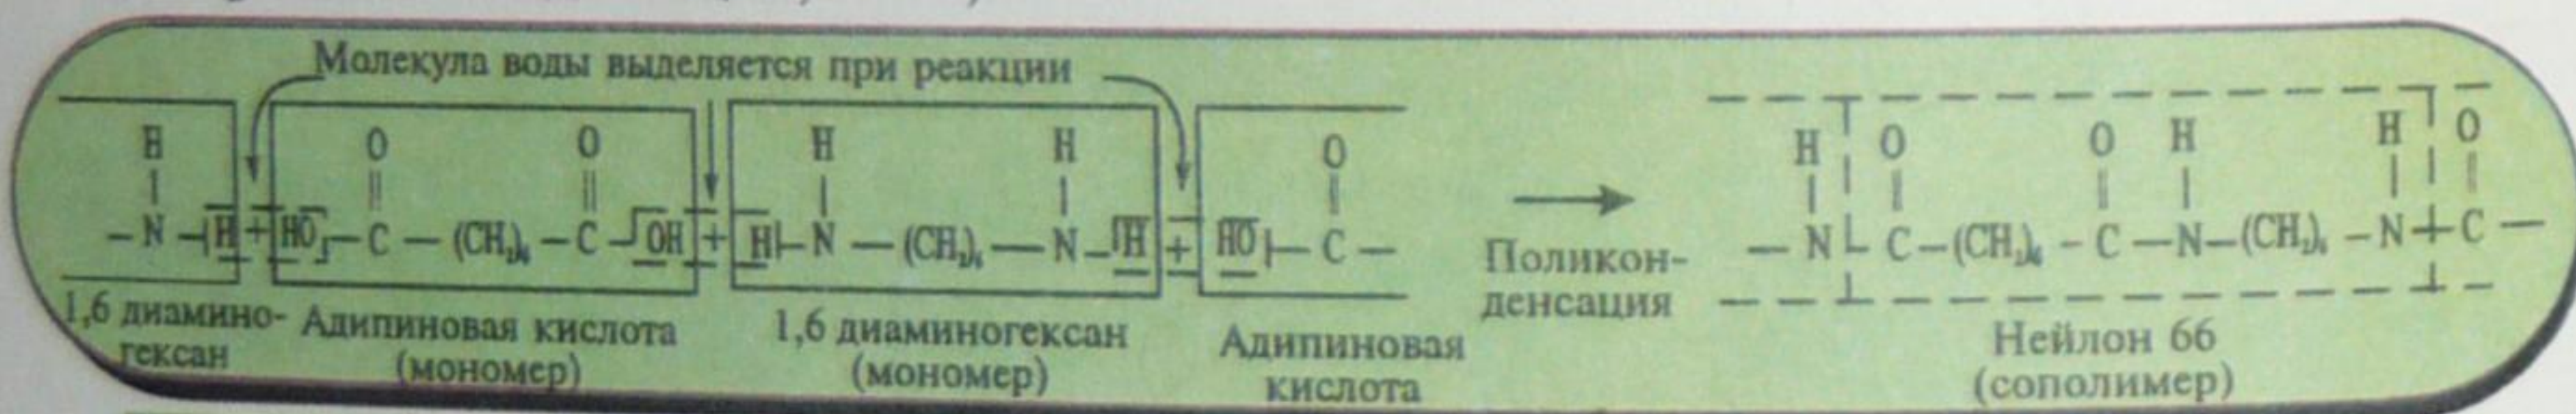 Молекула воды выделяется при реакции
H O O H H O H O O H H O
– N – H + HO – C – (CH₂)₄ – C – OH + H – N – (CH₂)₆ – N – H + HO – C – → – N – C – (CH₂)₄ – C – N – (CH₂)₆ – N – C –
Поликон-
денсация
1,6 диамино-
гексан
Адипиновая кислота
(мономер)
1,6 диаминогексан
(мономер)
Адипиновая
кислота
Нейлон 66
(сополимер)